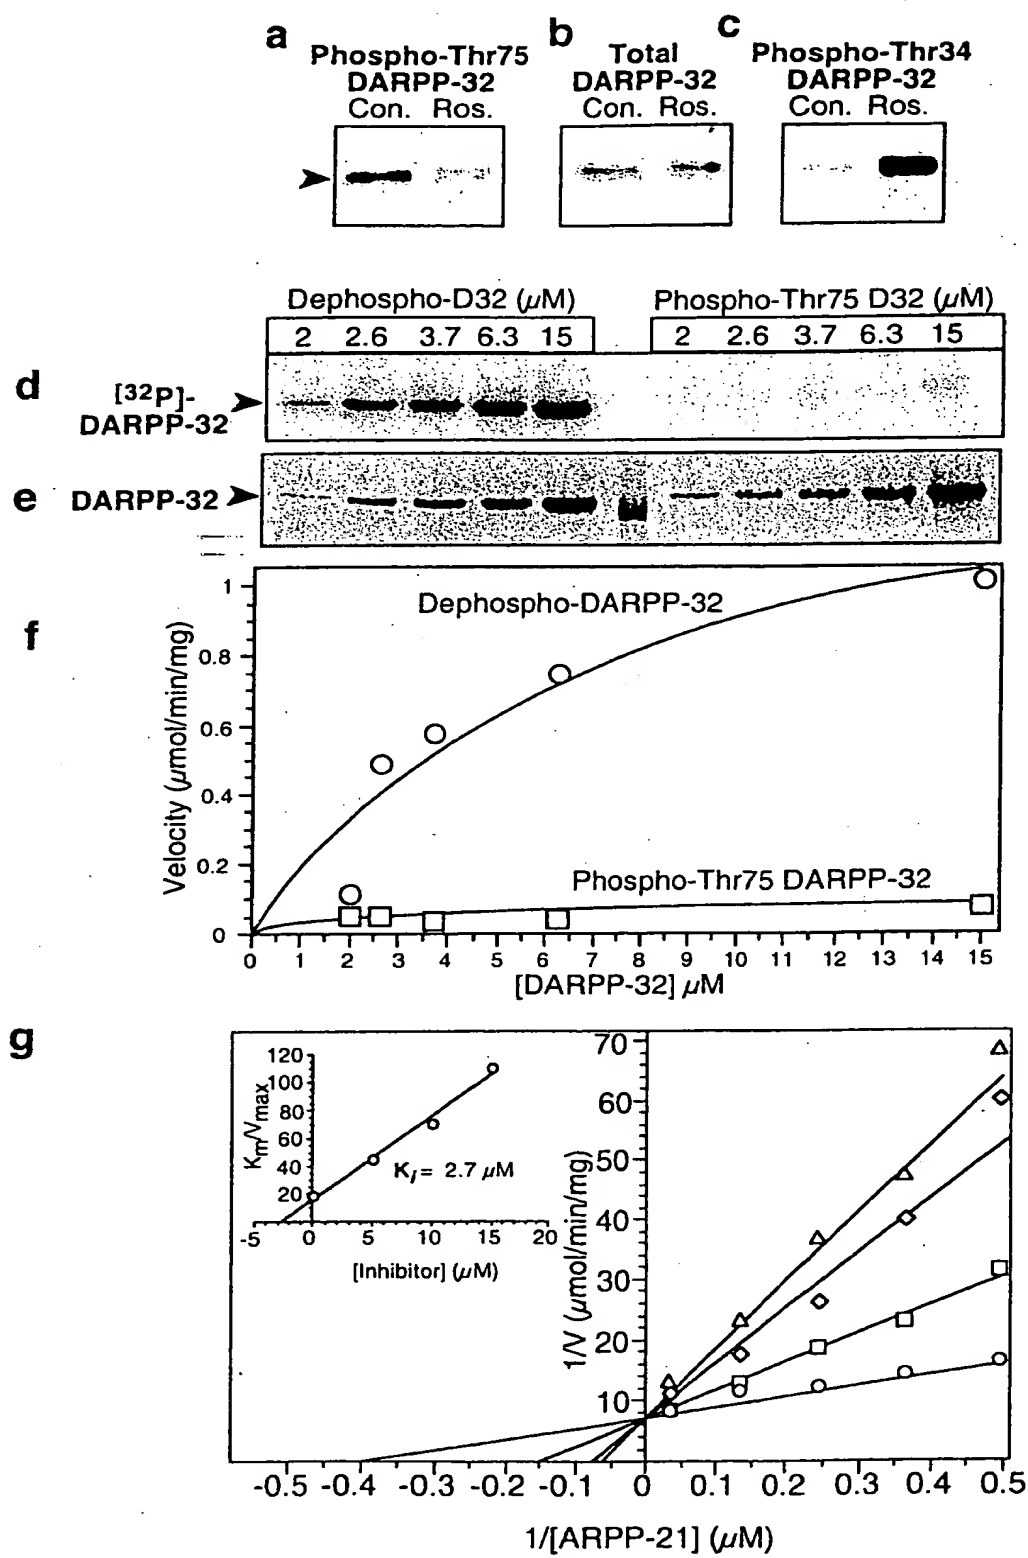 a
Phospho-Thr75
DARPP-32
Con. Ros.
b
Total
DARPP-32
Con. Ros.
c
Phospho-Thr34
DARPP-32
Con. Ros.
Dephospho-D32 (µM)
2 2.6 3.7 6.3 15
Phospho-Thr75 D32 (µM)
2 2.6 3.7 6.3 15
d
[32P]-
DARPP-32
e
DARPP-32
f
Velocity (µmol/min/mg)
1
0.8
0.6
0.4
0.2
0
Dephospho-DARPP-32
Phospho-Thr75 DARPP-32
0 1 2 3 4 5 6 7 8 9 10 11 12 13 14 15
[DARPP-32] µM
g
Km/Vmax
120
100
80
60
40
20
Ki = 2.7 µM
-5 0 5 10 15 20
[Inhibitor] (µM)
1/V (µmol/min/mg)
70
60
50
40
30
20
10
-0.5 -0.4 -0.3 -0.2 -0.1 0 0.1 0.2 0.3 0.4 0.5
1/[ARPP-21] (µM)